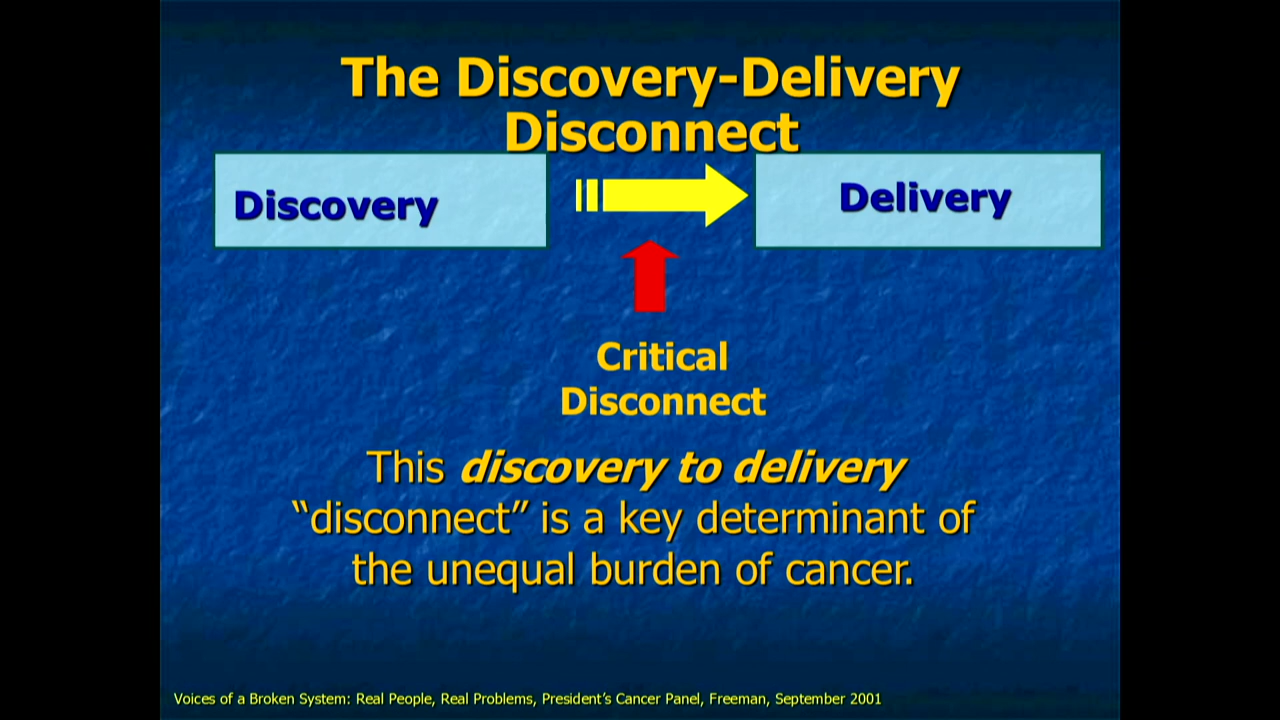 The Discovery-Delivery
Disconnect
Discovery
Delivery
Critical
Disconnect
This discovery to delivery
“disconnect” is a key determinant of
the unequal burden of cancer.
Voices of a Broken System: Real People, Real Problems, President’s Cancer Panel, Freeman, September 2001